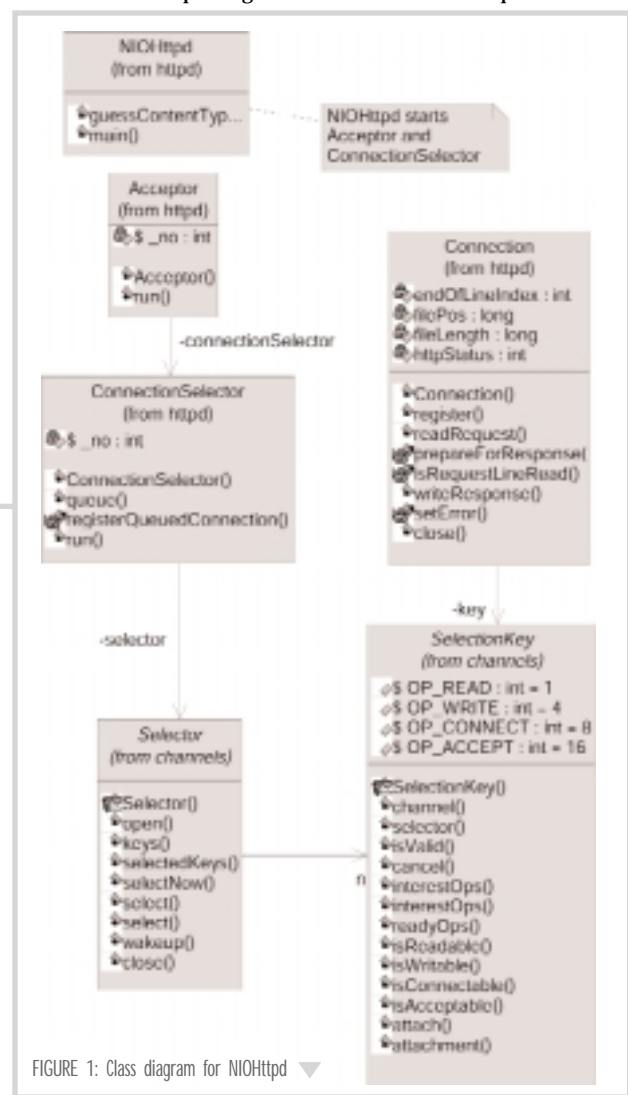 NIOHttpd
(from httpd)
guessContentTyp...
main()
NIOHttpd starts
Acceptor and
ConnectionSelector
Acceptor
(from httpd)
$ _no : int
Acceptor()
run()
-connectionSelector
Connection
(from httpd)
endOfLineIndex : int
filePos : long
fileLength : long
httpStatus : int
Connection()
register()
readRequest()
prepareForResponse(
isRequestLineRead()
writeResponse()
setError()
close()
ConnectionSelector
(from httpd)
$ _no : int
ConnectionSelector()
queue()
registerQueuedConnection()
run()
-selector
-key
Selector
(from channels)
Selector()
open()
keys()
selectedKeys()
selectNow()
select()
select()
wakeup()
close()
n
SelectionKey
(from channels)
$ OP_READ : int = 1
$ OP_WRITE : int = 4
$ OP_CONNECT : int = 8
$ OP_ACCEPT : int = 16
SelectionKey()
channel()
selector()
isValid()
cancel()
interestOps()
interestOps()
readyOps()
isReadable()
isWritable()
isConnectable()
isAcceptable()
attach()
attachment()
FIGURE 1: Class diagram for NIOHttpd